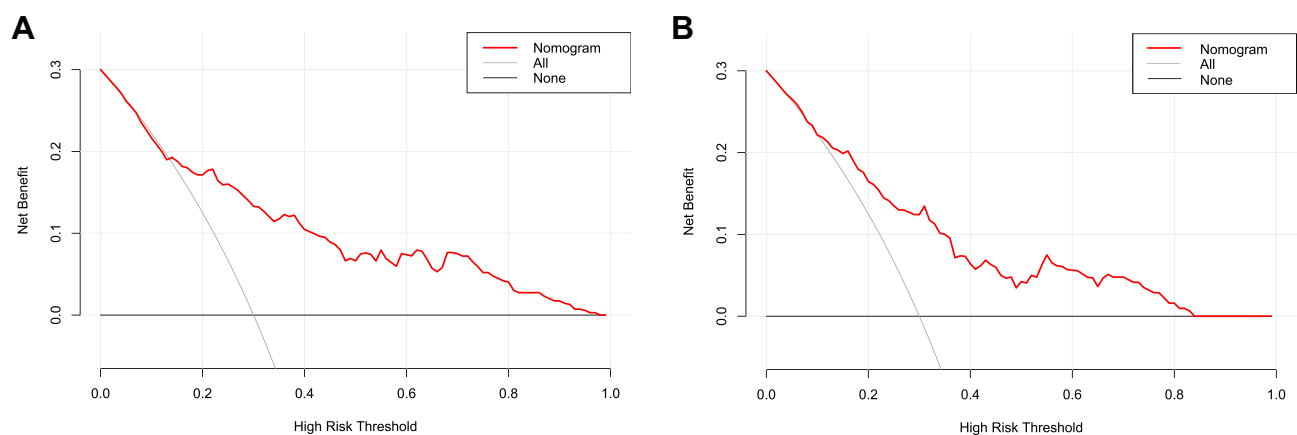 A
Nomogram
All
None
0.3
0.2
0.1
0.0
Net Benefit
0.0 0.2 0.4 0.6 0.8 1.0
High Risk Threshold
B
Nomogram
All
None
0.3
0.2
0.1
0.0
Net Benefit
0.0 0.2 0.4 0.6 0.8 1.0
High Risk Threshold